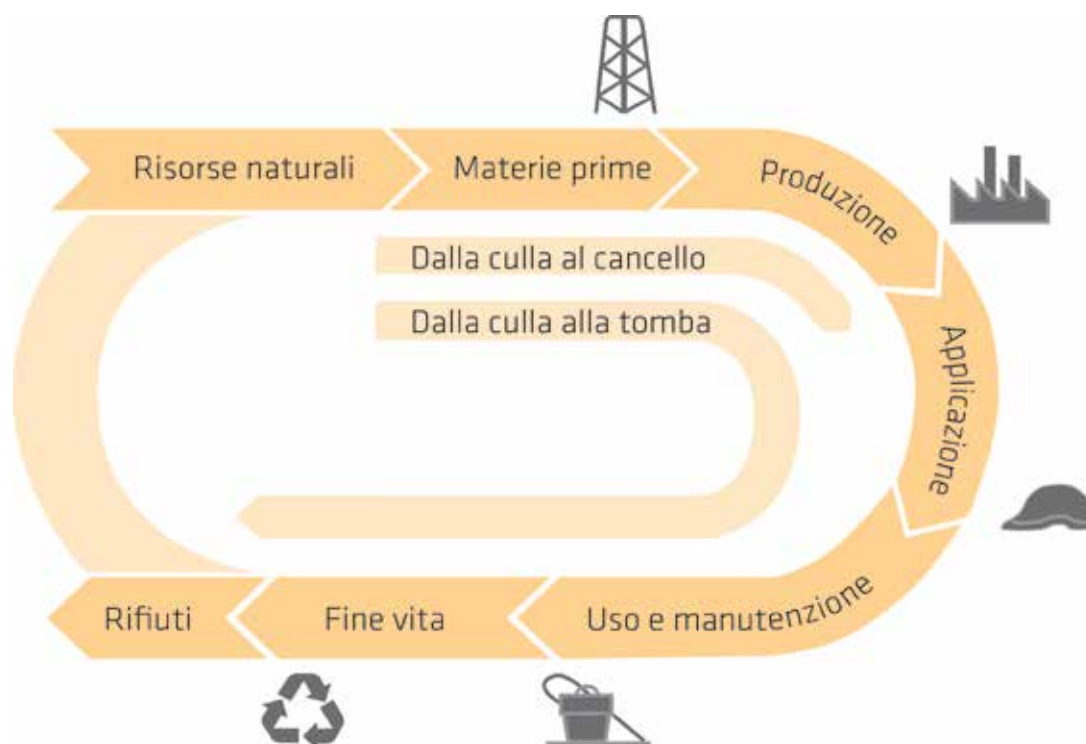 Risorse naturali
Materie prime
Produzione
Dalla culla al cancello
Dalla culla alla tomba
Applicazione
Uso e manutenzione
Fine vita
Rifiuti